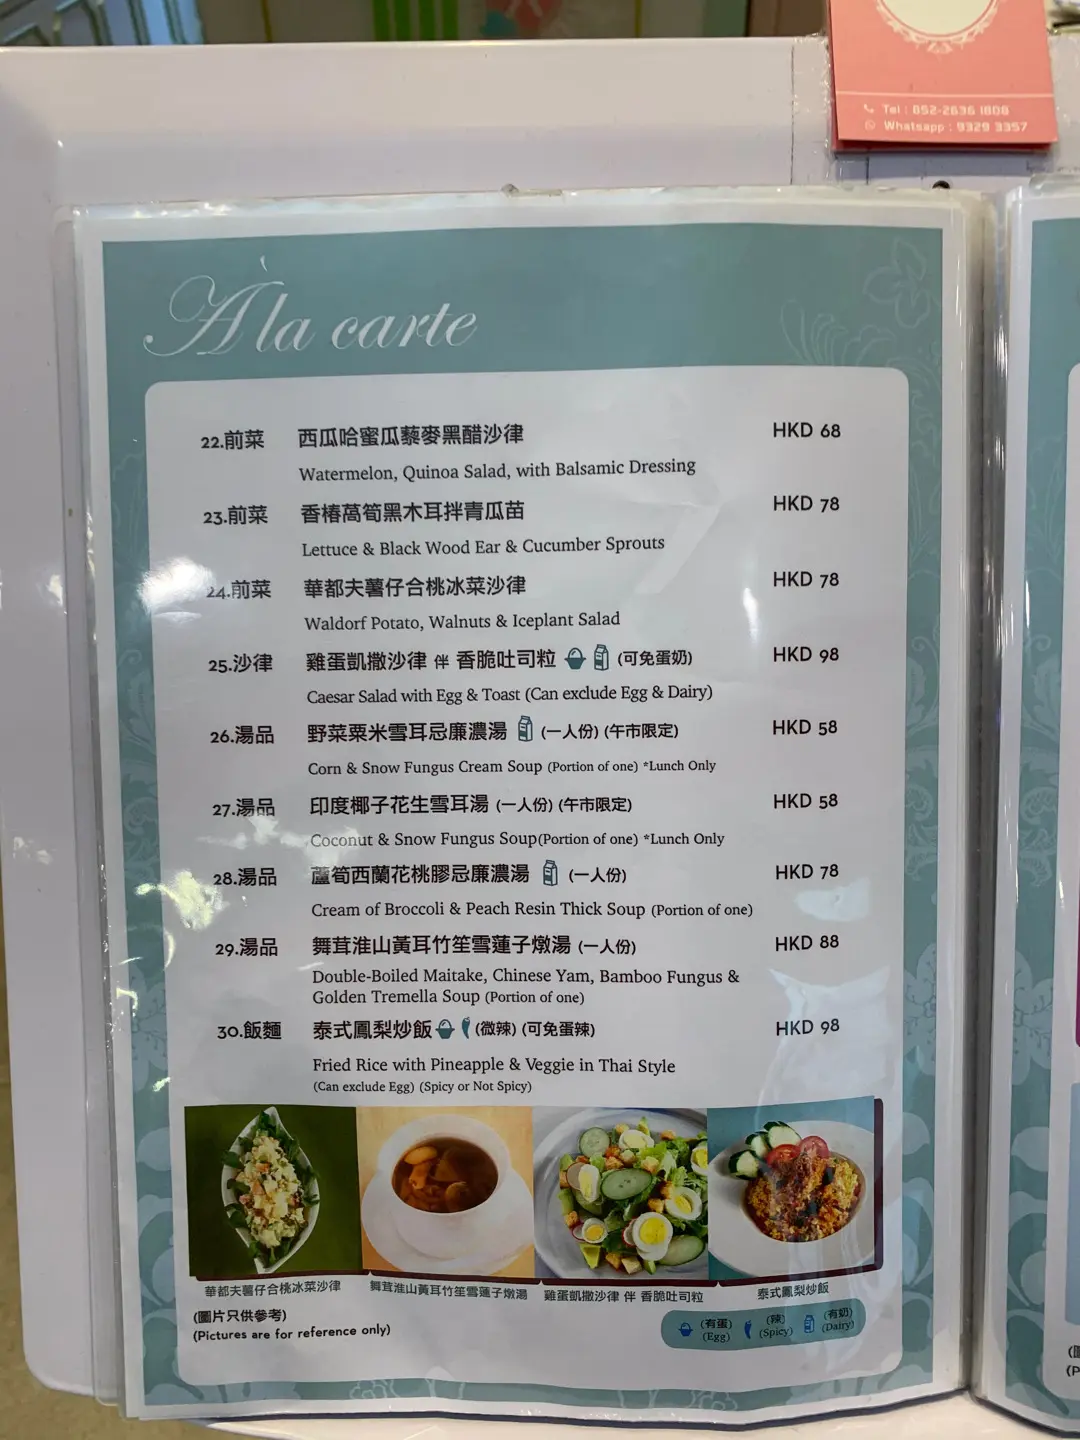 Tel : 852-2636 1808
Whatsapp : 9329 3357
À la carte
22.前菜 西瓜哈蜜瓜藜麥黑醋沙律 HKD 68
Watermelon, Quinoa Salad, with Balsamic Dressing
23.前菜 香椿萵筍黑木耳拌青瓜苗 HKD 78
Lettuce & Black Wood Ear & Cucumber Sprouts
24.前菜 華都夫薯仔合桃冰菜沙律 HKD 78
Waldorf Potato, Walnuts & Iceplant Salad
25.沙律 雞蛋凱撒沙律 伴 香脆吐司粒 (可免蛋奶) HKD 98
Caesar Salad with Egg & Toast (Can exclude Egg & Dairy)
26.湯品 野菜粟米雪耳忌廉濃湯 (一人份) (午市限定) HKD 58
Corn & Snow Fungus Cream Soup (Portion of one) *Lunch Only
27.湯品 印度椰子花生雪耳湯 (一人份) (午市限定) HKD 58
Coconut & Snow Fungus Soup(Portion of one) *Lunch Only
28.湯品 蘆筍西蘭花桃膠忌廉濃湯 (一人份) HKD 78
Cream of Broccoli & Peach Resin Thick Soup (Portion of one)
29.湯品 舞茸淮山黃耳竹笙雪蓮子燉湯 (一人份) HKD 88
Double-Boiled Maitake, Chinese Yam, Bamboo Fungus &
Golden Tremella Soup (Portion of one)
30.飯麵 泰式鳳梨炒飯 (微辣) (可免蛋辣) HKD 98
Fried Rice with Pineapple & Veggie in Thai Style
(Can exclude Egg) (Spicy or Not Spicy)
華都夫薯仔合桃冰菜沙律 舞茸淮山黃耳竹笙雪蓮子燉湯 雞蛋凱撒沙律 伴 香脆吐司粒 泰式鳳梨炒飯
(圖片只供參考)
(Pictures are for reference only)
(有蛋) (辣) (有奶)
(Egg) (Spicy) (Dairy)